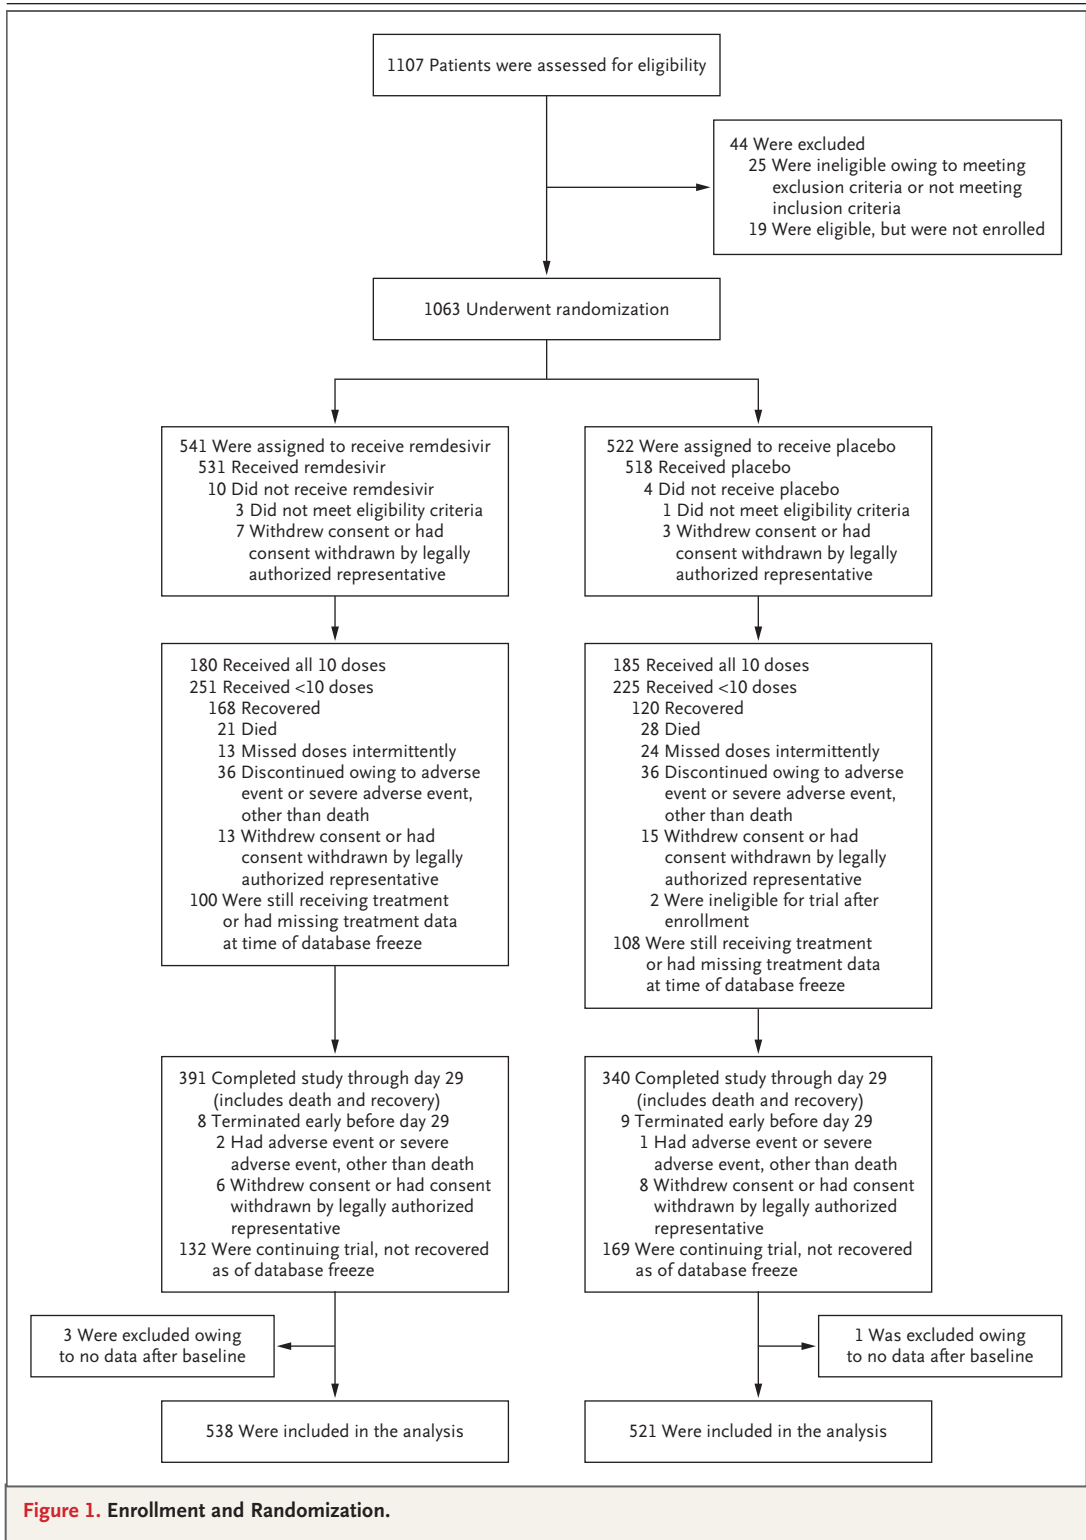 1107 Patients were assessed for eligibility
44 Were excluded
25 Were ineligible owing to meeting
exclusion criteria or not meeting
inclusion criteria
19 Were eligible, but were not enrolled
1063 Underwent randomization
541 Were assigned to receive remdesivir
531 Received remdesivir
10 Did not receive remdesivir
3 Did not meet eligibility criteria
7 Withdrew consent or had
consent withdrawn by legally
authorized representative
522 Were assigned to receive placebo
518 Received placebo
4 Did not receive placebo
1 Did not meet eligibility criteria
3 Withdrew consent or had
consent withdrawn by legally
authorized representative
180 Received all 10 doses
251 Received <10 doses
168 Recovered
21 Died
13 Missed doses intermittently
36 Discontinued owing to adverse
event or severe adverse event,
other than death
13 Withdrew consent or had
consent withdrawn by legally
authorized representative
100 Were still receiving treatment
or had missing treatment data
at time of database freeze
185 Received all 10 doses
225 Received <10 doses
120 Recovered
28 Died
24 Missed doses intermittently
36 Discontinued owing to adverse
event or severe adverse event,
other than death
15 Withdrew consent or had
consent withdrawn by legally
authorized representative
2 Were ineligible for trial after
enrollment
108 Were still receiving treatment
or had missing treatment data
at time of database freeze
391 Completed study through day 29
(includes death and recovery)
8 Terminated early before day 29
2 Had adverse event or severe
adverse event, other than death
6 Withdrew consent or had consent
withdrawn by legally authorized
representative
132 Were continuing trial, not recovered
as of database freeze
340 Completed study through day 29
(includes death and recovery)
9 Terminated early before day 29
1 Had adverse event or severe
adverse event, other than death
8 Withdrew consent or had consent
withdrawn by legally authorized
representative
169 Were continuing trial, not recovered
as of database freeze
3 Were excluded owing
to no data after baseline
1 Was excluded owing
to no data after baseline
538 Were included in the analysis
521 Were included in the analysis
Figure 1. Enrollment and Randomization.